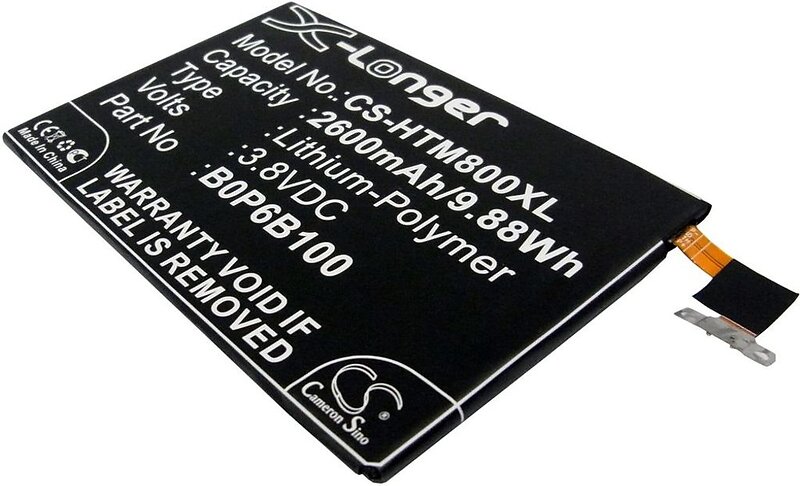 X-Longer
Model No.: CS-HTM800XL
Capacity : 2600mAh/9.88Wh
Type : Lithium-Polymer
Volts : 3.8VDC
Part No : B0P6B100
CE
Made In China
WARRANTY VOID IF
LABEL REMOVED
CS
Cameron Sino